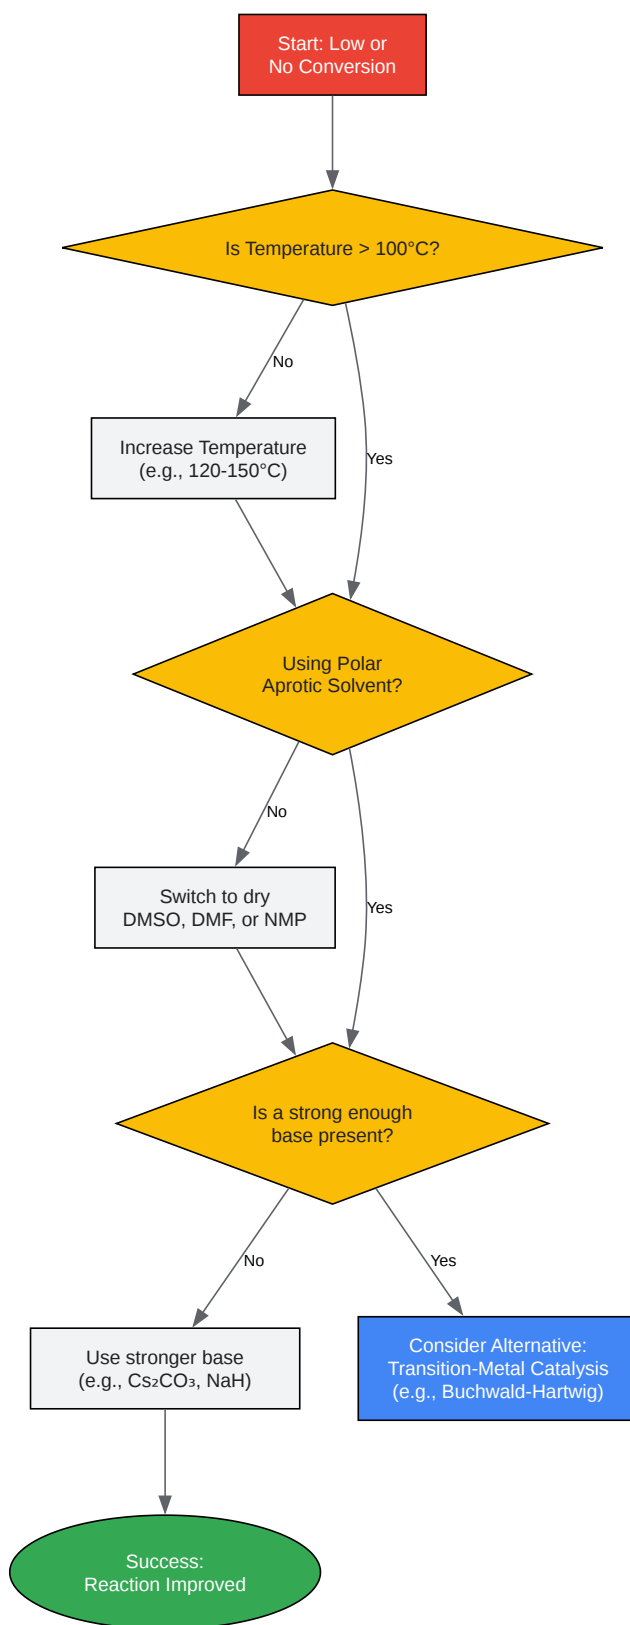 Start: Low or
No Conversion
Is Temperature > 100°C?
No
Yes
Increase Temperature
(e.g., 120-150°C)
Using Polar
Aprotic Solvent?
No
Yes
Switch to dry
DMSO, DMF, or NMP
Is a strong enough
base present?
No
Yes
Use stronger base
(e.g., Cs₂CO₃, NaH)
Consider Alternative:
Transition-Metal Catalysis
(e.g., Buchwald-Hartwig)
Success:
Reaction Improved